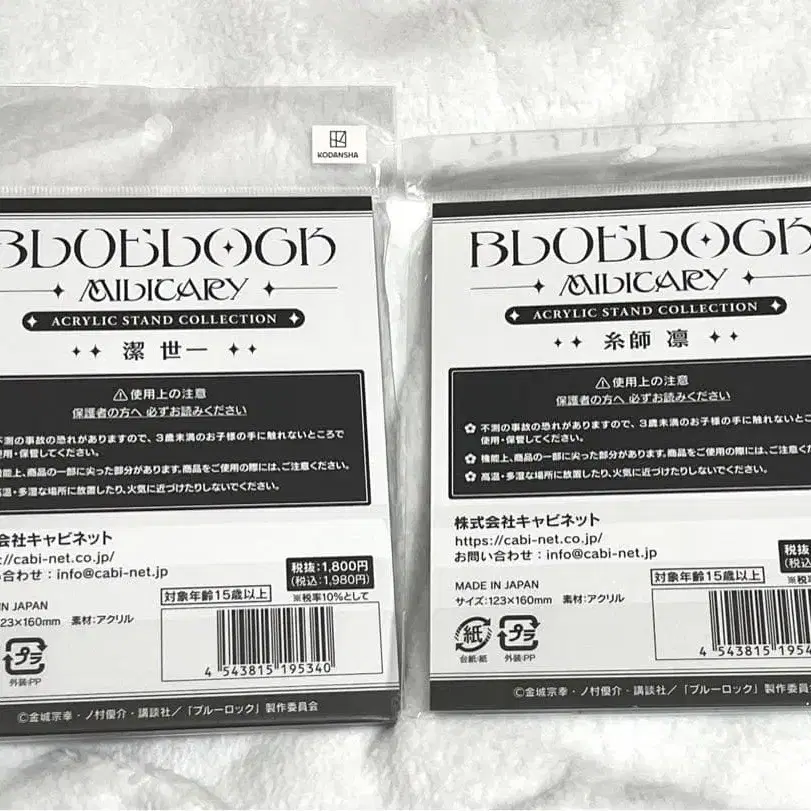 KODANSHA
BLUELOCK
MILITARY
ACRYLIC STAND COLLECTION
潔 世一
⚠使用上の注意
保護者の方へ 必ずお読みください
不測の事故の恐れがありますので、3歳未満のお子様の手に触れないところで
使用・保管してください。
機能上、商品の一部に尖った部分があります。商品をご使用の際には、ご注意ください。
高温・多湿な場所に放置したり、火気に近づけたりしないでください。
会社キャビネット
://cabi-net.co.jp/
い合わせ：info@cabi-net.jp
税抜:1,800円
(税込:1,980円)
※税率10%として
対象年齢15歳以上
IN JAPAN
123×160mm 素材:アクリル
プラ
外装:PP
4 543815 195340
©金城宗幸・ノ村優介・講談社/「ブルーロック」製作委員会
BLUELOCK
MILITARY
ACRYLIC STAND COLLECTION
糸師 凛
⚠使用上の注意
保護者の方へ 必ずお読みください
不測の事故の恐れがありますので、3歳未満のお子様の手に触れないところで
使用・保管してください。
機能上、商品の一部に尖った部分があります。商品をご使用の際には、ご注意くださ
高温・多湿な場所に放置したり、火気に近づけたりしないでください。
株式会社キャビネット
https://cabi-net.co.jp/
お問い合わせ：info@cabi-net.jp
税抜
(税込
対象年齢15歳以上
※税
MADE IN JAPAN
サイズ:123×160mm 素材:アクリル
紙
台紙:紙
プラ
外装:PP
4 543815 1954
©金城宗幸・ノ村優介・講談社/「ブルーロック」製作委員会